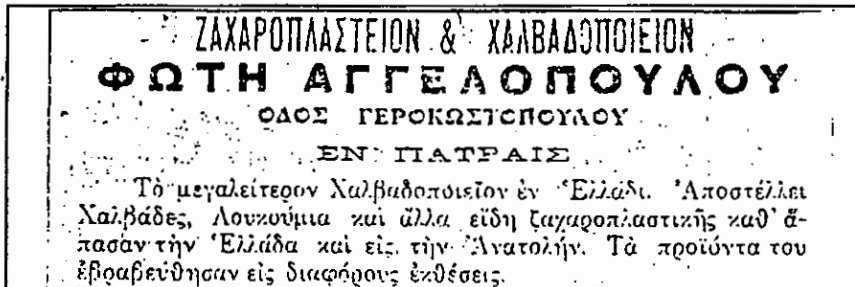 ΖΑΧΑΡΟΠΛΑΣΤΕΙΟΝ & ΧΑΛΒΑΔΟΠΟΙΕΙΟΝ
ΦΩΤΗ ΑΓΓΕΛΟΠΟΥΛΟΥ
ΟΔΟΣ ΓΕΡΟΚΩΣΤΟΠΟΥΛΟΥ
ΕΝ ΠΑΤΡΑΙΣ
Τὸ μεγαλείτερον Χαλβαδοποιεῖον ἐν Ἑλλάδι. Ἀποστέλλει
Χαλβάδες, Λουκούμια καὶ ἄλλα εἴδη ζαχαροπλαστικῆς καθ' ἅ-
πασαν τὴν Ἑλλάδα καὶ εἰς τὴν Ἀνατολήν. Τὰ προϊόντα του
ἐβραβεύθησαν εἰς διαφόρους ἐκθέσεις.